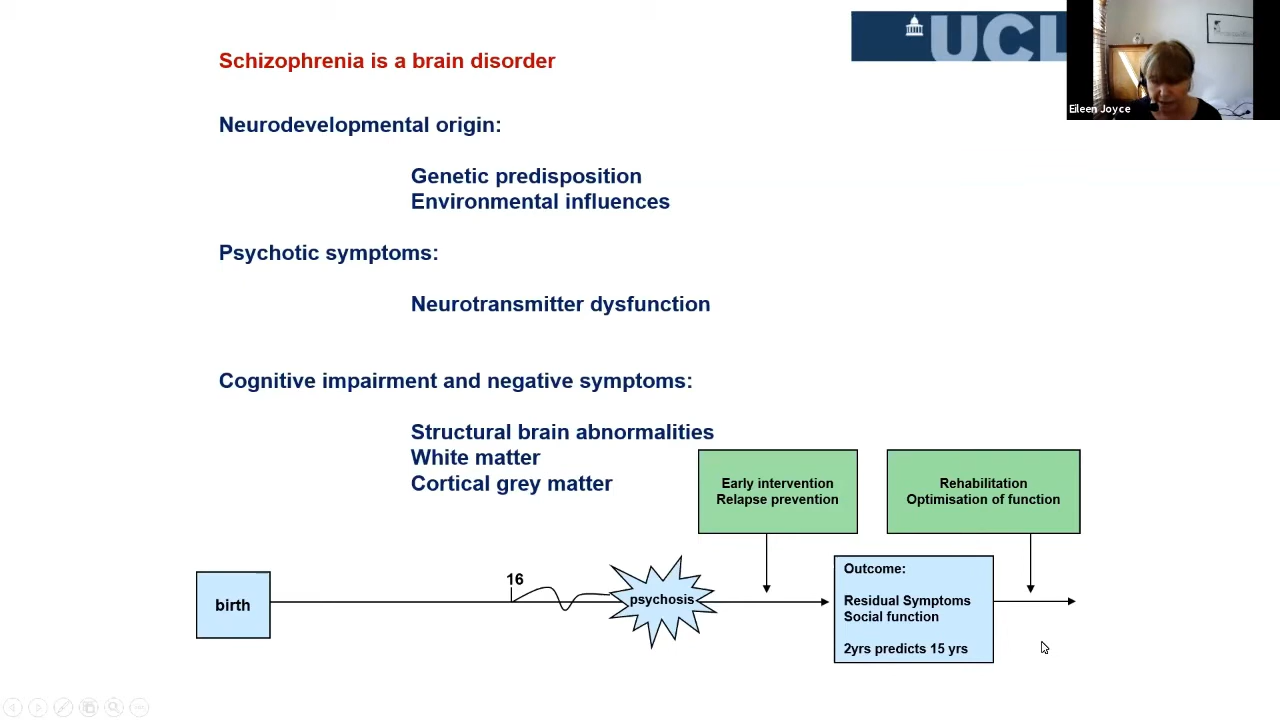 UCL
Schizophrenia is a brain disorder
Eileen Joyce
Neurodevelopmental origin:
Genetic predisposition
Environmental influences
Psychotic symptoms:
Neurotransmitter dysfunction
Cognitive impairment and negative symptoms:
Structural brain abnormalities
White matter
Cortical grey matter
Early intervention
Relapse prevention
Rehabilitation
Optimisation of function
birth
16
psychosis
Outcome:
Residual Symptoms
Social function
2yrs predicts 15 yrs